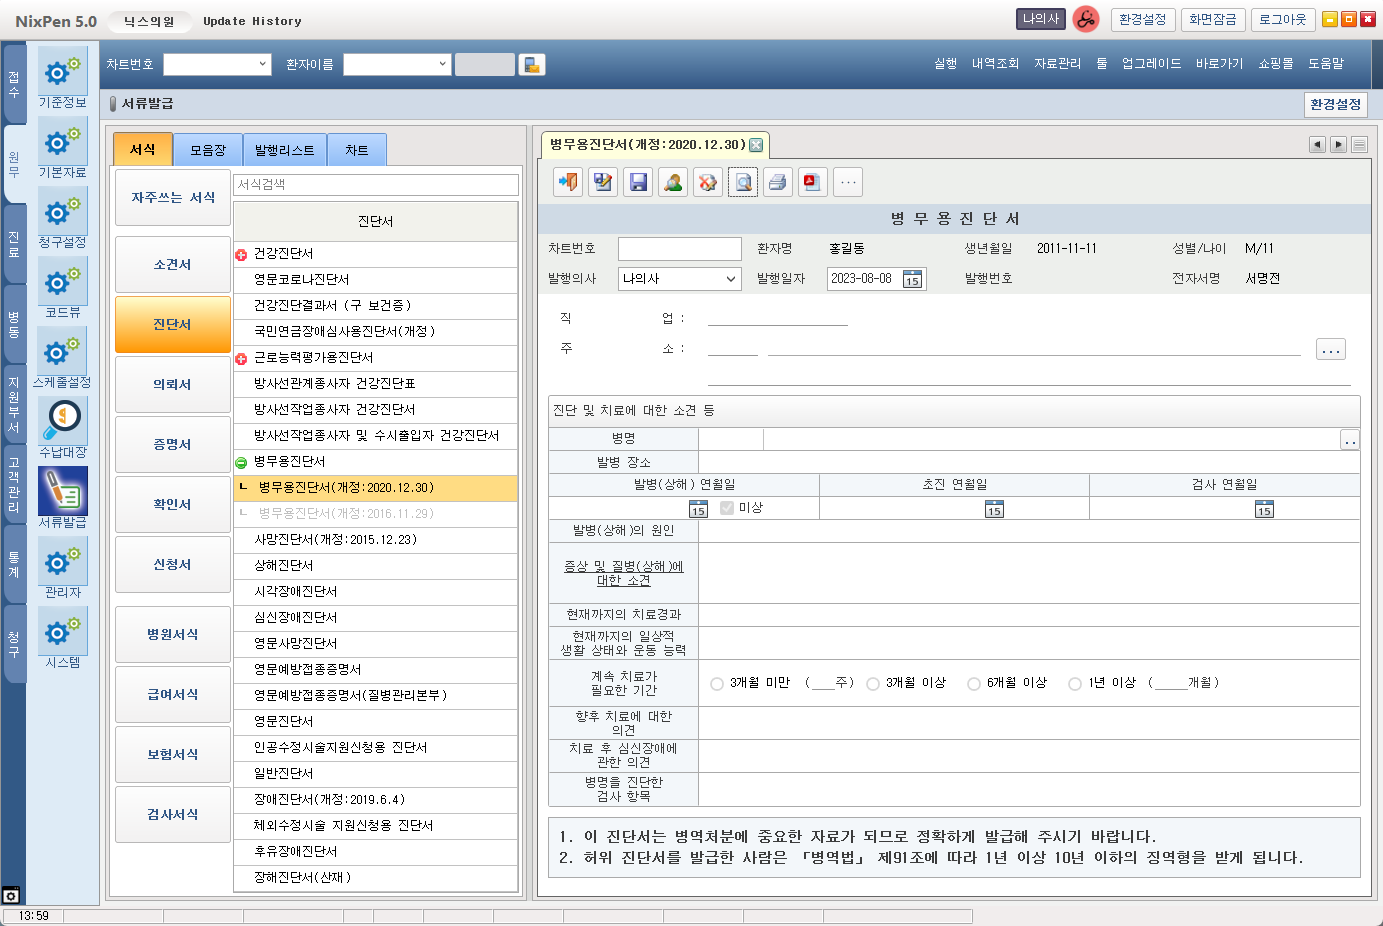 NixPen 5.0 닉스의원 Update History 나의사 환경설정 화면잠금 로그아웃
차트번호 환자이름 실행 내역조회 자료관리 툴 업그레이드 바로가기 쇼핑몰 도움말
서류발급 환경설정
접수
원무
진료
병동
지원부서
고객관리
통계
청구
기준정보
기본자료
청구설정
코드뷰
스케줄설정
수납대장
서류발급
관리자
시스템
서식 모음장 발행리스트 차트
자주쓰는 서식
소견서
진단서
의뢰서
증명서
확인서
신청서
병원서식
급여서식
보험서식
검사서식
서식검색
진단서
건강진단서
영문코로나진단서
건강진단결과서 (구 보건증)
국민연금장애심사용진단서(개정)
근로능력평가용진단서
방사선관계종사자 건강진단표
방사선작업종사자 건강진단서
방사선작업종사자 및 수시출입자 건강진단서
병무용진단서
병무용진단서(개정:2020.12.30)
병무용진단서(개정:2016.11.29)
사망진단서(개정:2015.12.23)
상해진단서
시각장애진단서
심신장애진단서
영문사망진단서
영문예방접종증명서
영문예방접종증명서(질병관리본부)
영문진단서
인공수정시술지원신청용 진단서
일반진단서
장애진단서(개정:2019.6.4)
체외수정시술 지원신청용 진단서
후유장애진단서
장해진단서(산재)
병무용진단서(개정:2020.12.30)
...
병 무 용 진 단 서
차트번호 환자명 홍길동 생년월일 2011-11-11 성별/나이 M/11
발행의사 나의사 발행일자 2023-08-08 15 발행번호 전자서명 서명전
직 업 :
주 소 : ...
진단 및 치료에 대한 소견 등
병명 ..
발병 장소
발병(상해) 연월일 초진 연월일 검사 연월일
15 미상 15 15
발병(상해)의 원인
증상 및 질병(상해)에
대한 소견
현재까지의 치료경과
현재까지의 일상적
생활 상태와 운동 능력
계속 치료가
필요한 기간
3개월 미만 (___주) 3개월 이상 6개월 이상 1년 이상 (____개월)
향후 치료에 대한
의견
치료 후 심신장애에
관한 의견
병명을 진단한
검사 항목
1. 이 진단서는 병역처분에 중요한 자료가 되므로 정확하게 발급해 주시기 바랍니다.
2. 허위 진단서를 발급한 사람은 「병역법」 제91조에 따라 1년 이상 10년 이하의 징역형을 받게 됩니다.
13:59